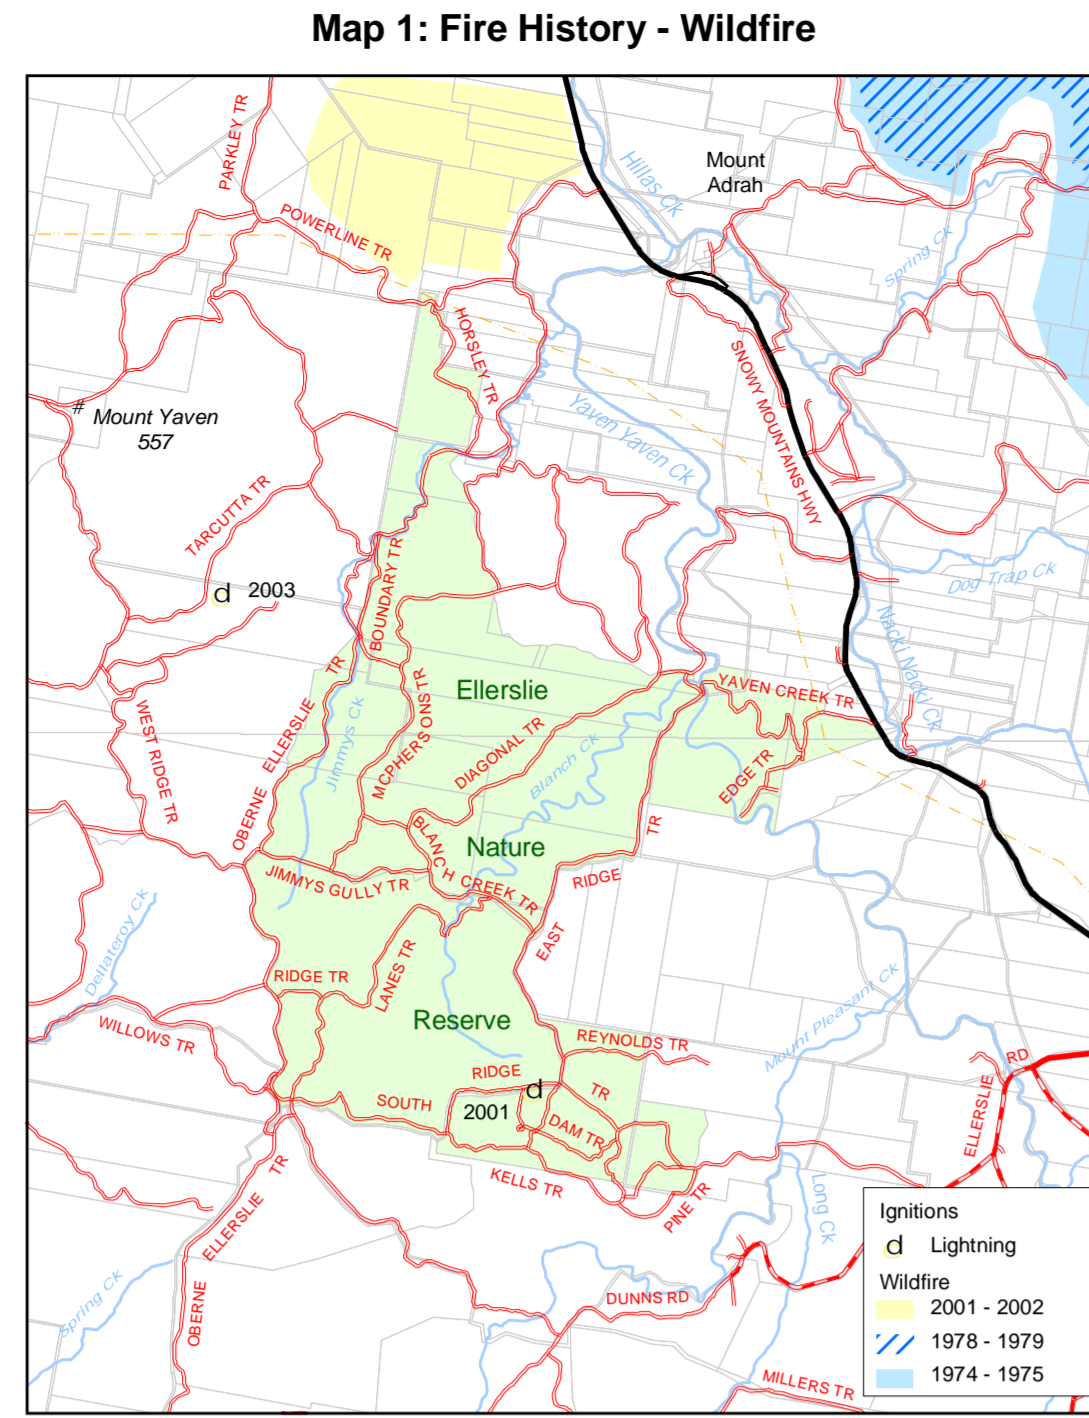 Map 1: Fire History - Wildfire
PARKLEY TR
Hillas Ck
Mount
Adrah
POWERLINE TR
Spring Ck
HORSLEY TR
SNOWY MOUNTAINS HWY
# Mount Yaven
557
Yaven Yaven Ck
TARCUTTA TR
d 2003
BOUNDARY TR
Dog Trap Ck
Nacki Nacki Ck
Ellerslie
YAVEN CREEK TR
WEST RIDGE TR
OBERNE ELLERSLIE TR
Jimmys Ck
MCPHERSONS TR
DIAGONAL TR
Blanch Ck
EDGE TR
BLANCH CREEK TR
Nature
EAST RIDGE TR
JIMMYS GULLY TR
Dellateroy Ck
RIDGE TR
LANES TR
Mount Pleasant Ck
WILLOWS TR
Reserve
REYNOLDS TR
ELLERSLIE RD
SOUTH RIDGE TR
d
2001
DAM TR
KELLS TR
PINE TR
Long Ck
OBERNE ELLERSLIE TR
Spring Ck
DUNNS RD
MILLERS TR
Ignitions
d Lightning
Wildfire
2001 - 2002
1978 - 1979
1974 - 1975